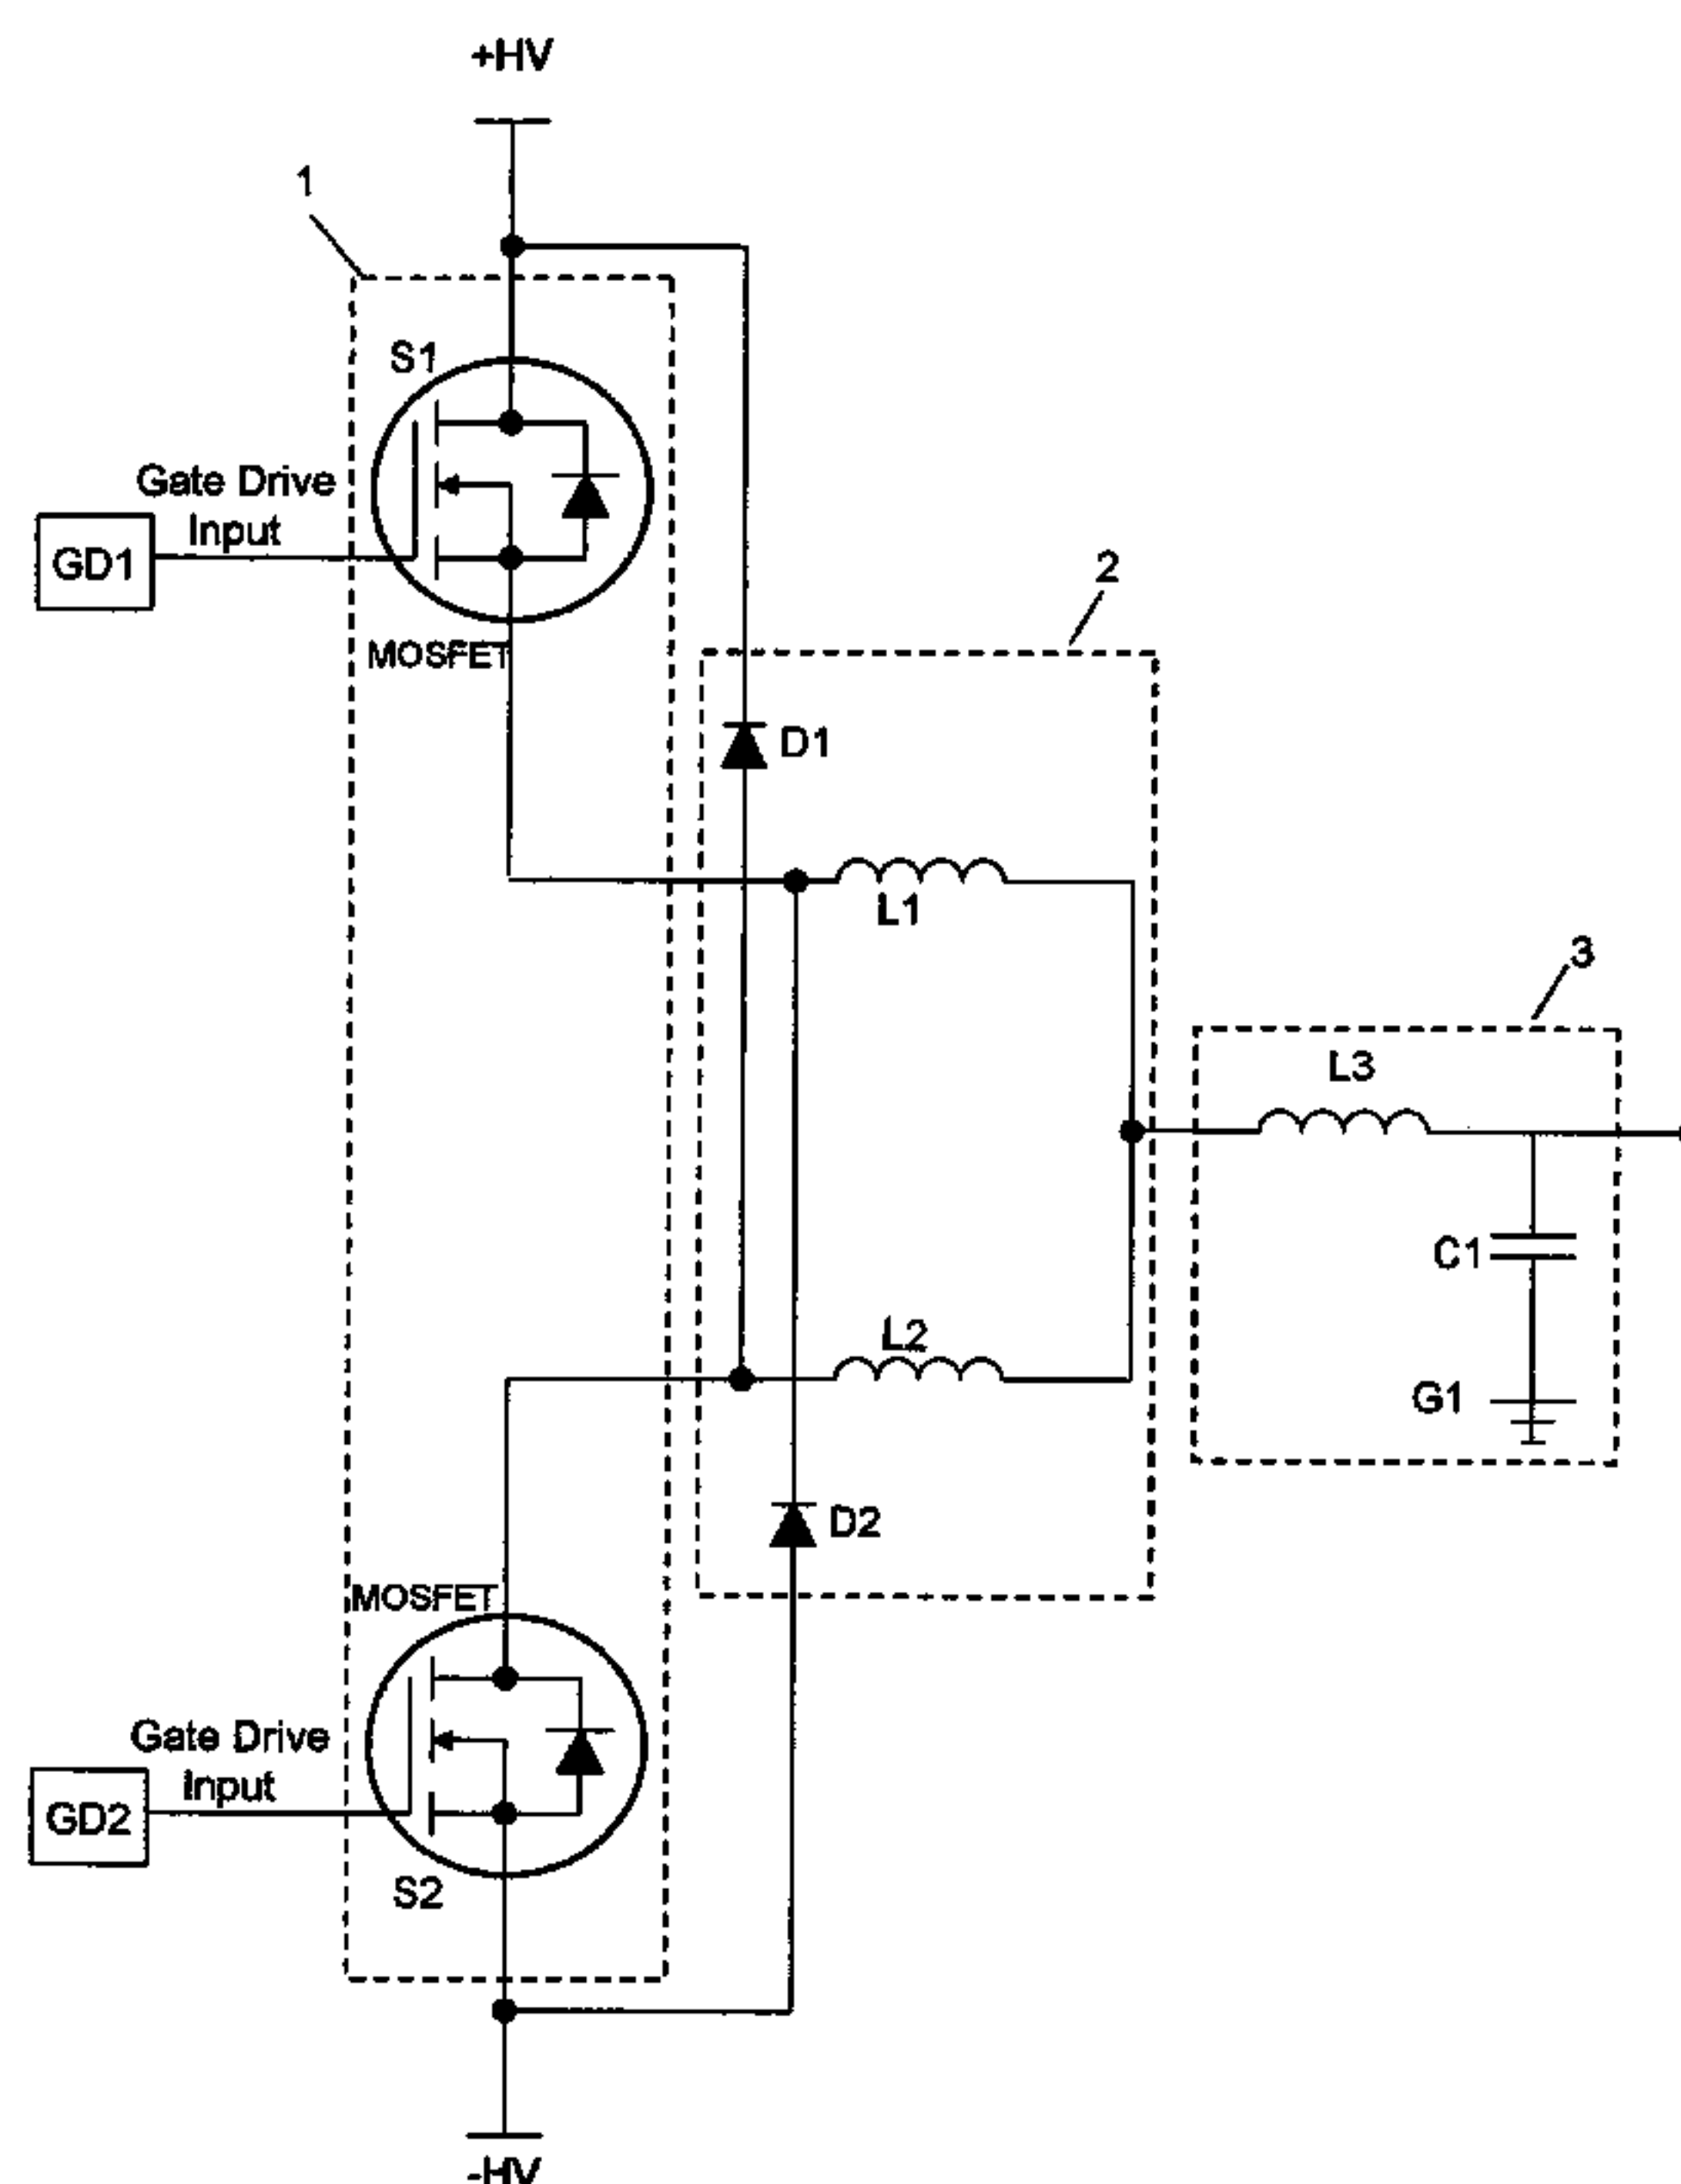 +HV
1
S1
Gate Drive
Input
GD1
MOSFET
2
D1
L1
3
L3
C1
L2
G1
D2
MOSFET
Gate Drive
Input
GD2
S2
-HV